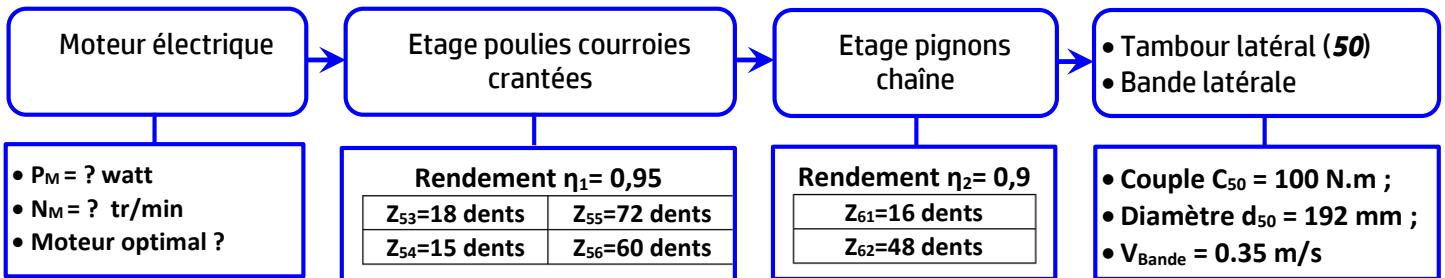 Moteur électrique
Etage poulies courroies
crantées
Etage pignons
chaîne
• Tambour latéral (50)
• Bande latérale
• PM = ? watt
• NM = ? tr/min
• Moteur optimal ?
Rendement η1= 0,95
Z53=18 dents Z55=72 dents
Z54=15 dents Z56=60 dents
Rendement η2= 0,9
Z61=16 dents
Z62=48 dents
• Couple C50 = 100 N.m ;
• Diamètre d50 = 192 mm ;
• VBande = 0.35 m/s